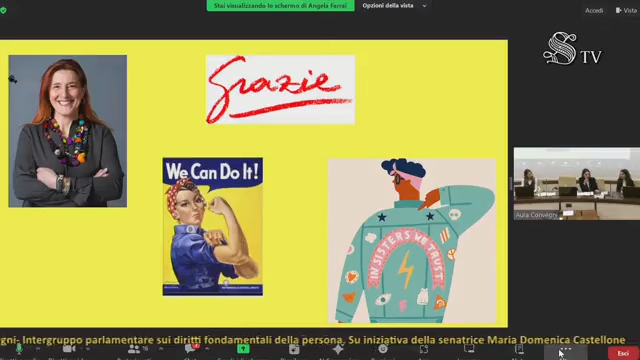 Stai visualizzando lo schermo di Angela Ferrai
Opzioni della vista
Accedi
Vista
S TV
Grazie
We Can Do It!
IN SISTERS WE TRUST
Aula Convegni
gni- Intergruppo parlamentare sui diritti fondamentali della persona, Su iniziativa della senatrice Maria Domenica Castellone
Esci